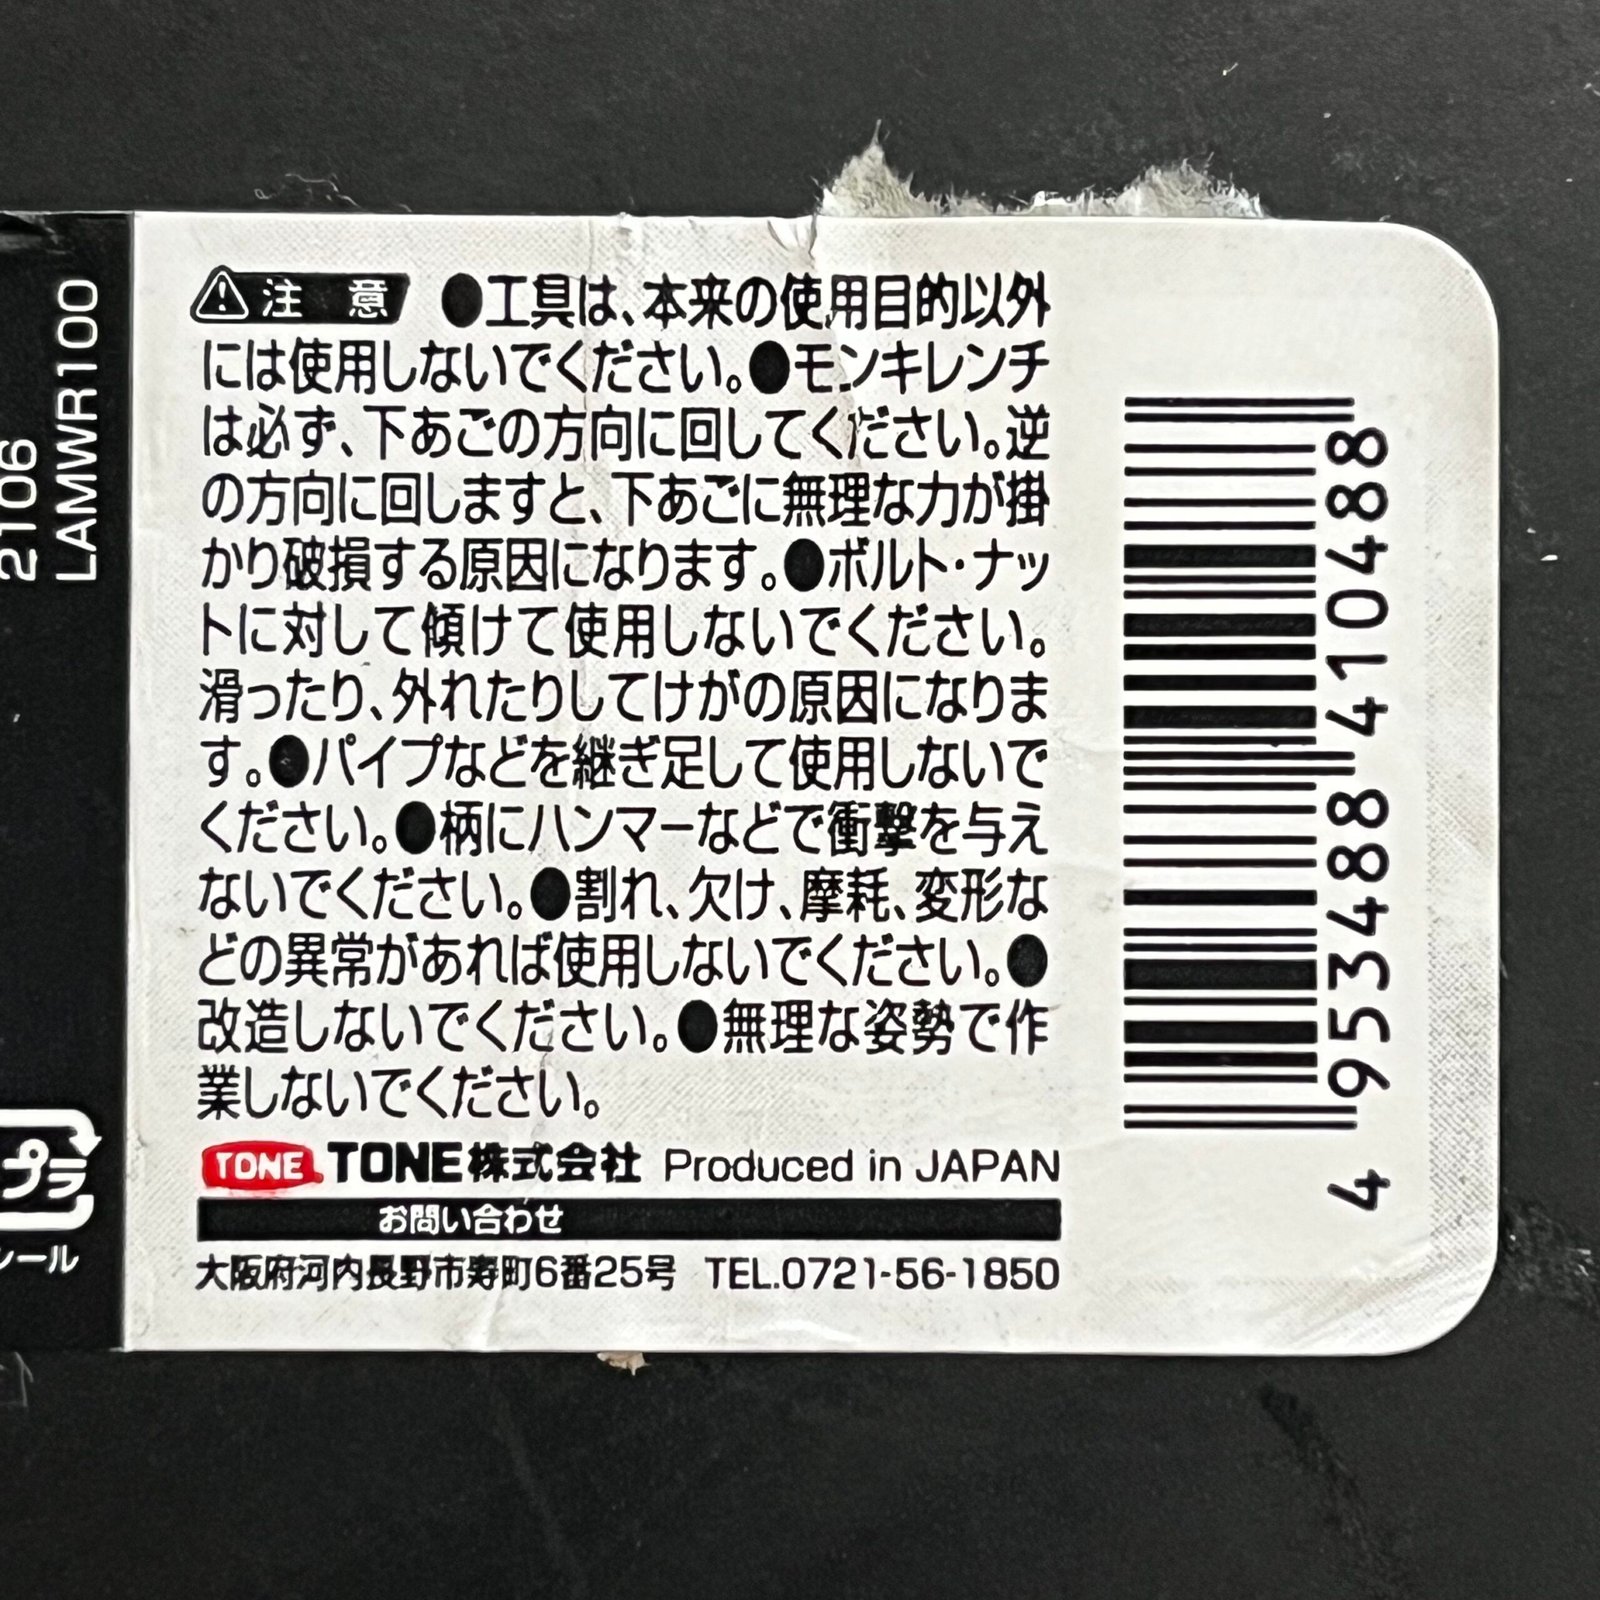 2106
LAMWR100
プラ
シール
注 意 ●工具は、本来の使用目的以外
には使用しないでください。●モンキレンチ
は必ず、下あごの方向に回してください。逆
の方向に回しますと、下あごに無理な力が掛
かり破損する原因になります。●ボルト・ナッ
トに対して傾けて使用しないでください。
滑ったり、外れたりしてけがの原因になりま
す。●パイプなどを継ぎ足して使用しないで
ください。●柄にハンマーなどで衝撃を与え
ないでください。●割れ、欠け、摩耗、変形な
どの異常があれば使用しないでください。●
改造しないでください。●無理な姿勢で作
業しないでください。
TONE TONE株式会社 Produced in JAPAN
お問い合わせ
大阪府河内長野市寿町6番25号 TEL.0721-56-1850
4 953488 410488